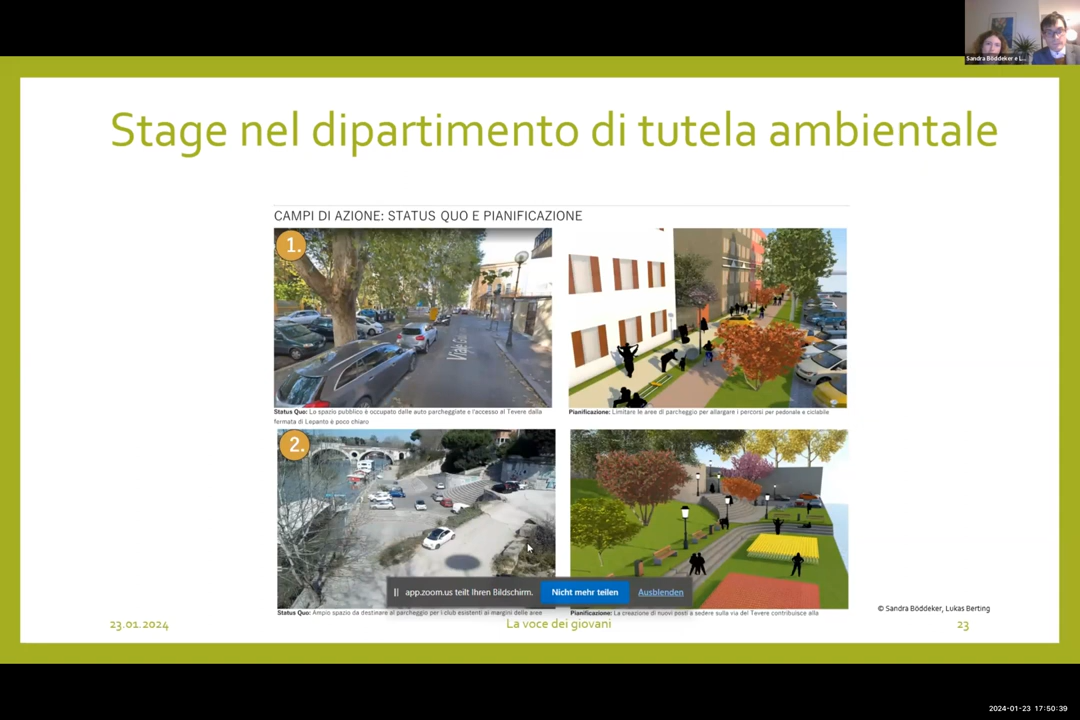 Sandra Böddeker e L...
Stage nel dipartimento di tutela ambientale
CAMPI DI AZIONE: STATUS QUO E PIANIFICAZIONE
1.
Viale
Status Quo: Lo spazio pubblico è occupato dalle auto parcheggiate e l'accesso al Tevere dalla
fermata di Lepanto è poco chiaro
Pianificazione: Limitare le aree di parcheggio per allargare i percorsi per pedonale e ciclabile
2.
app.zoom.us teilt Ihren Bildschirm.
Nicht mehr teilen
Ausblenden
Status Quo: Ampio spazio da destinare al parcheggio per i club esistenti ai margini delle aree
Pianificazione: La creazione di nuovi posti a sedere sulla via del Tevere contribuisce alla
© Sandra Böddeker, Lukas Berting
23.01.2024
La voce dei giovani
23
2024-01-23 17:50:39